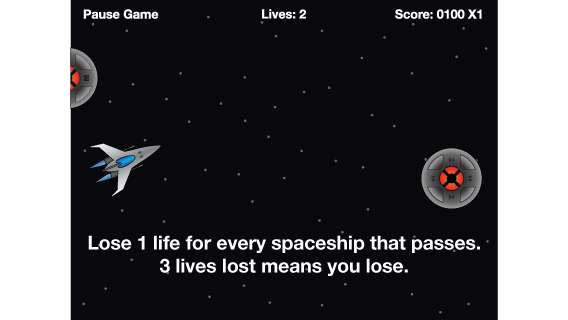 Pause Game
Lives: 2
Score: 0100 X1
Lose 1 life for every spaceship that passes.
3 lives lost means you lose.